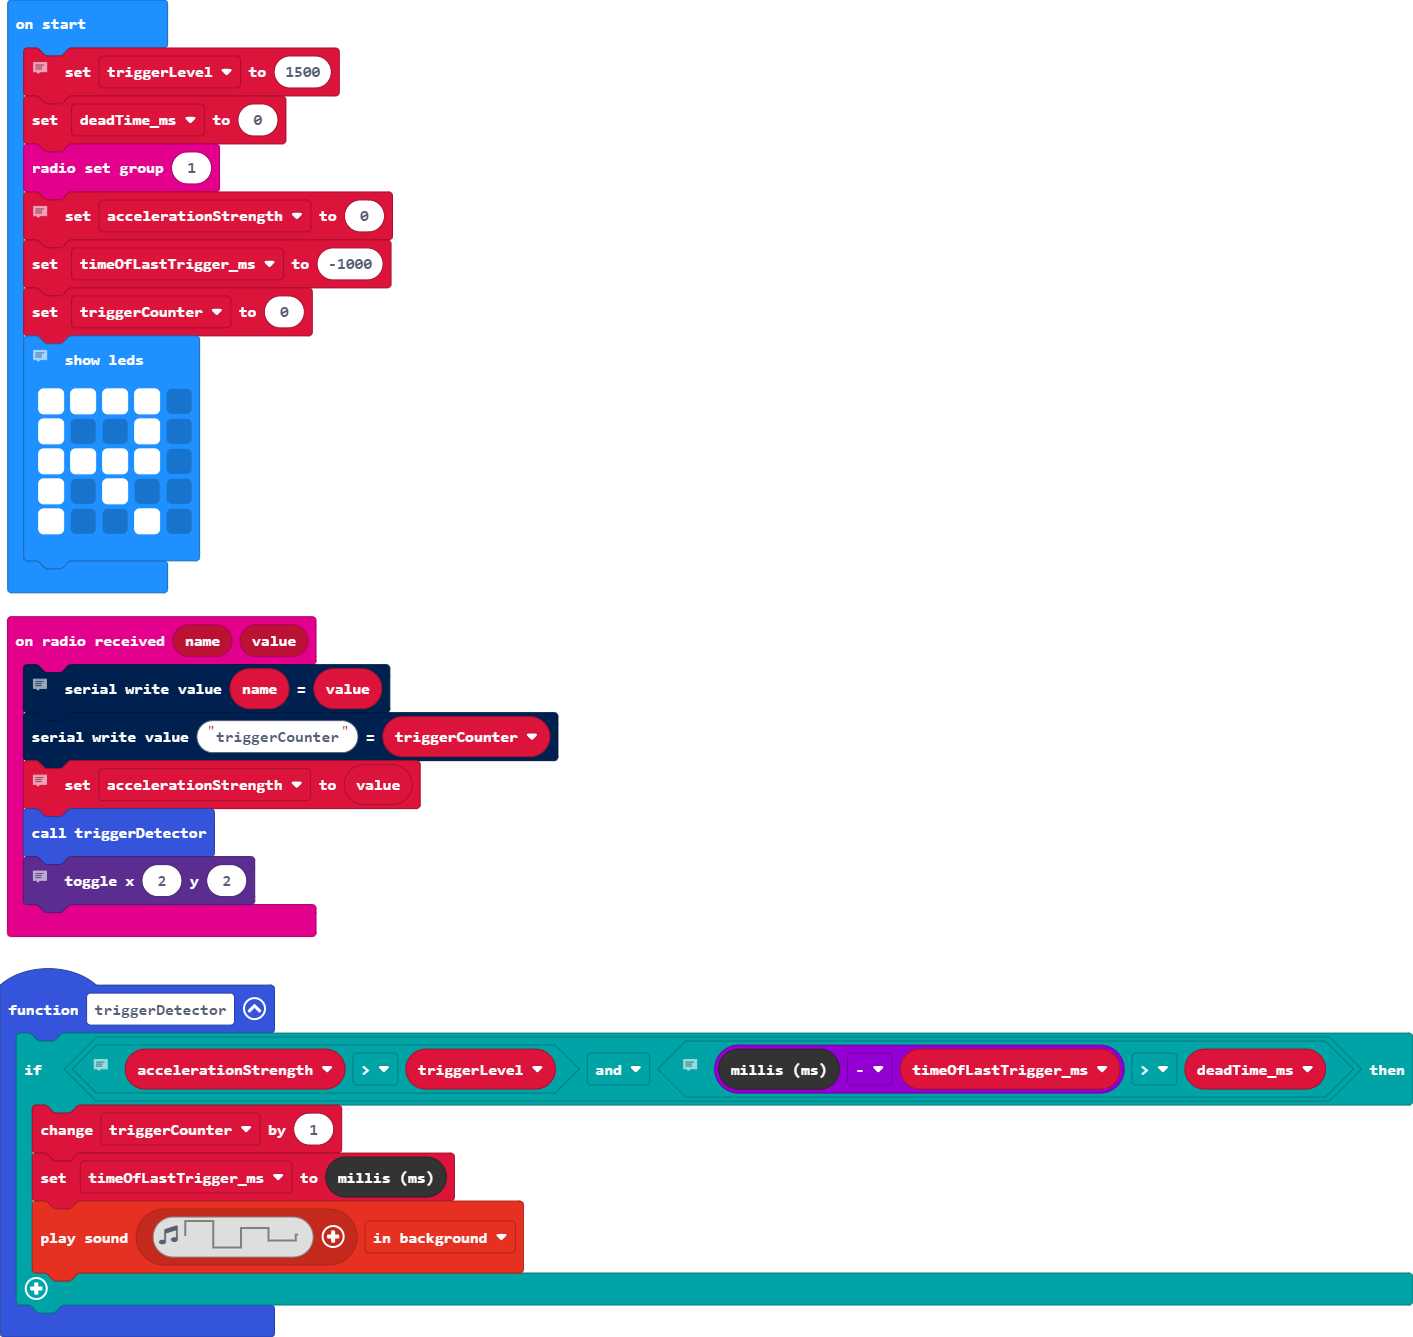 on start
set triggerLevel to 1500
set deadTime_ms to 0
radio set group 1
set accelerationStrength to 0
set timeOfLastTrigger_ms to -1000
set triggerCounter to 0
show leds
on radio received name value
serial write value name = value
serial write value "triggerCounter" = triggerCounter
set accelerationStrength to value
call triggerDetector
toggle x 2 y 2
function triggerDetector
if accelerationStrength > triggerLevel and millis (ms) - timeOfLastTrigger_ms > deadTime_ms then
change triggerCounter by 1
set timeOfLastTrigger_ms to millis (ms)
play sound in background